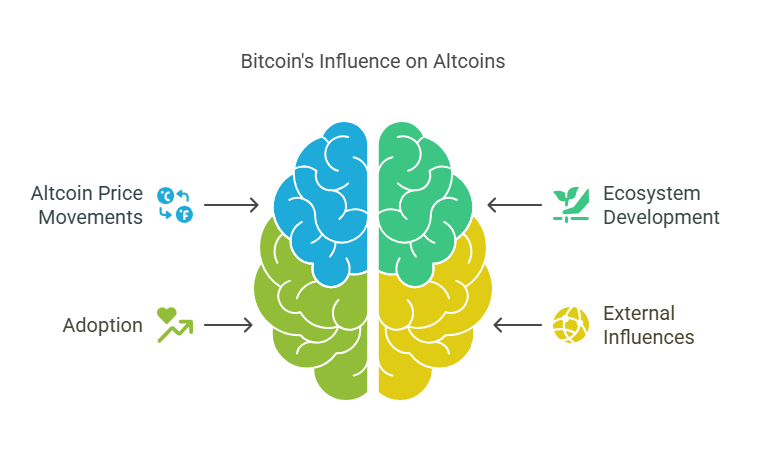 Bitcoin's Influence on Altcoins
Altcoin Price
Movements
°C
°F
Ecosystem
Development
Adoption
External
Influences